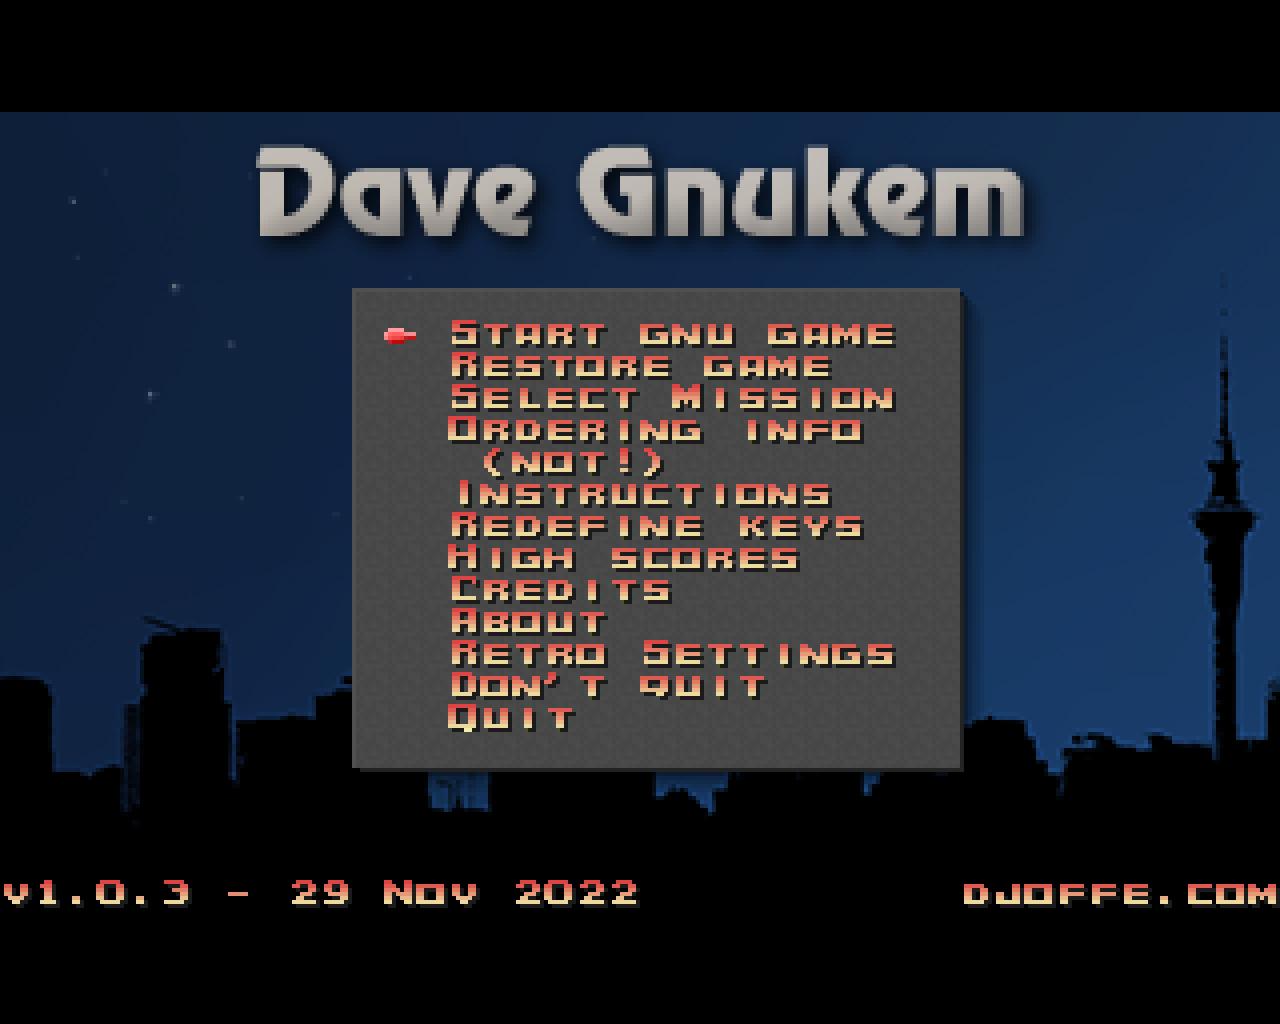 Dave Gnukem
Start gnu game
Restore game
Select Mission
Ordering info
(not!)
Instructions
Redefine keys
High scores
Credits
About
Retro Settings
Don't quit
Quit
v1.0.3 - 29 Nov 2022
djoffe.com